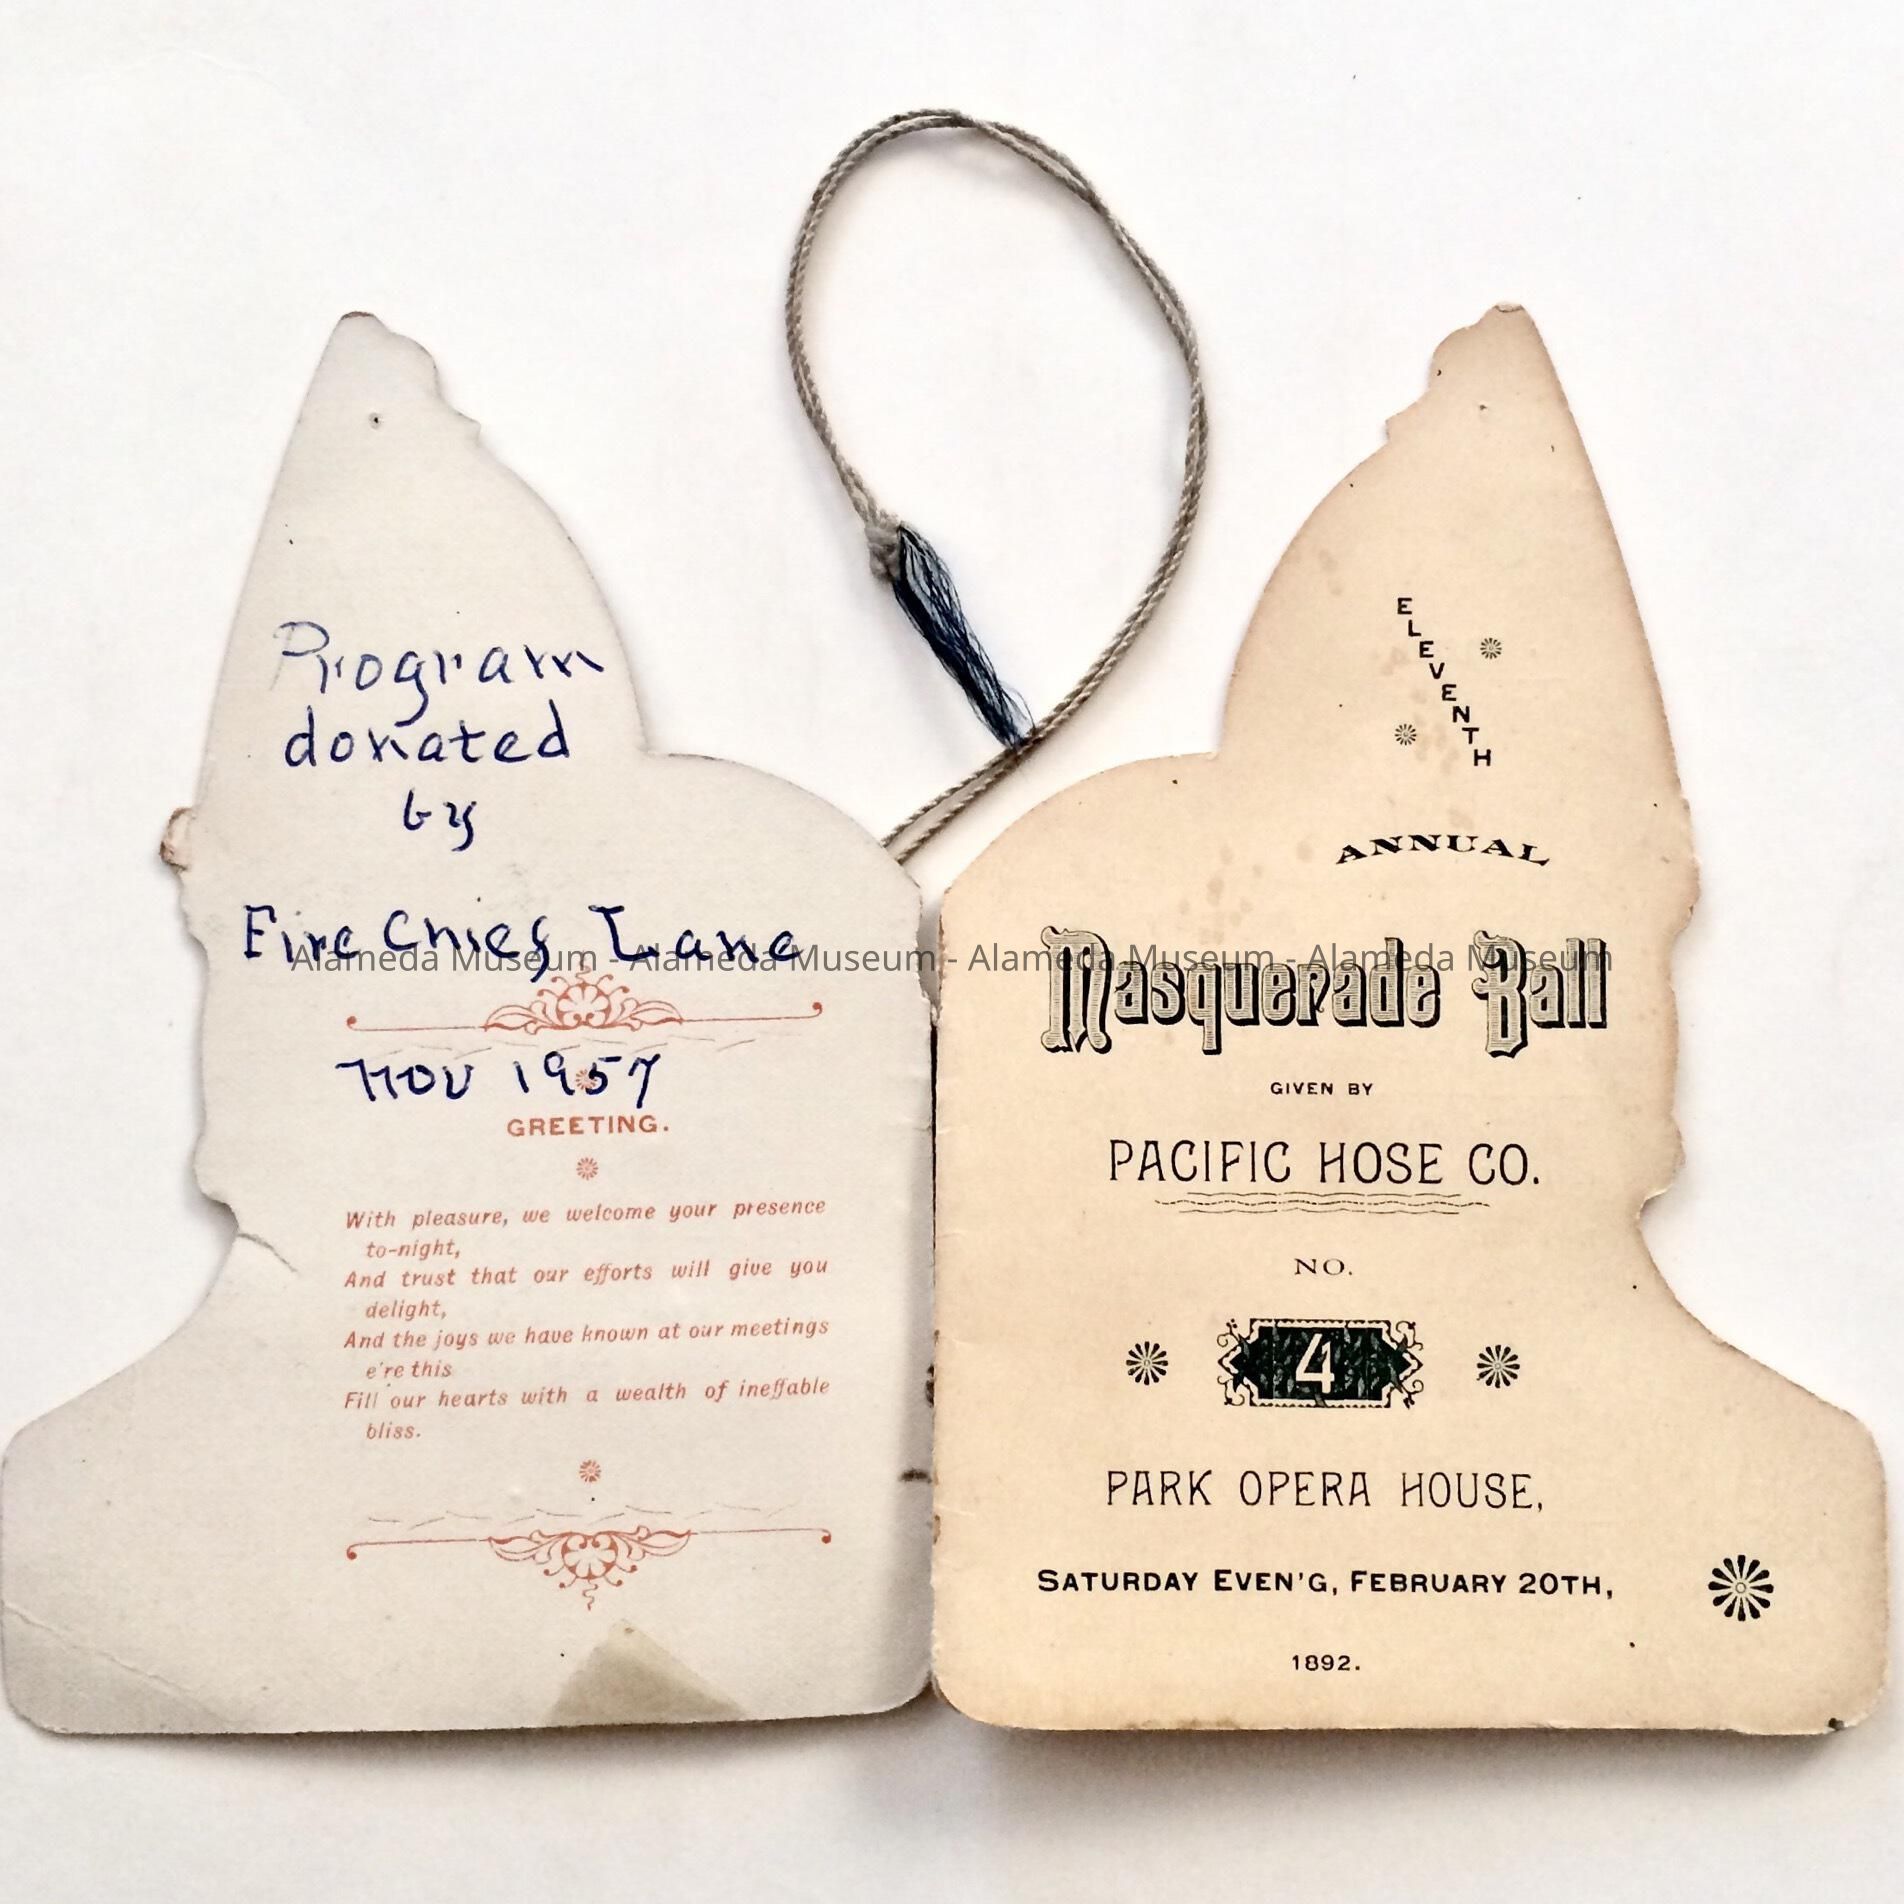 Program
donated
by
Fire Chief Lane
Alameda Museum - Alameda Museum - Alameda Museum - Alameda Museum
Nov 1957
GREETING.
With pleasure, we welcome your presence
to-night,
And trust that our efforts will give you
delight,
And the joys we have known at our meetings
e're this
Fill our hearts with a wealth of ineffable
bliss.
ELEVENTH
ANNUAL
Masquerade Ball
GIVEN BY
PACIFIC HOSE CO.
NO.
4
PARK OPERA HOUSE,
SATURDAY EVEN'G, FEBRUARY 20TH,
1892.